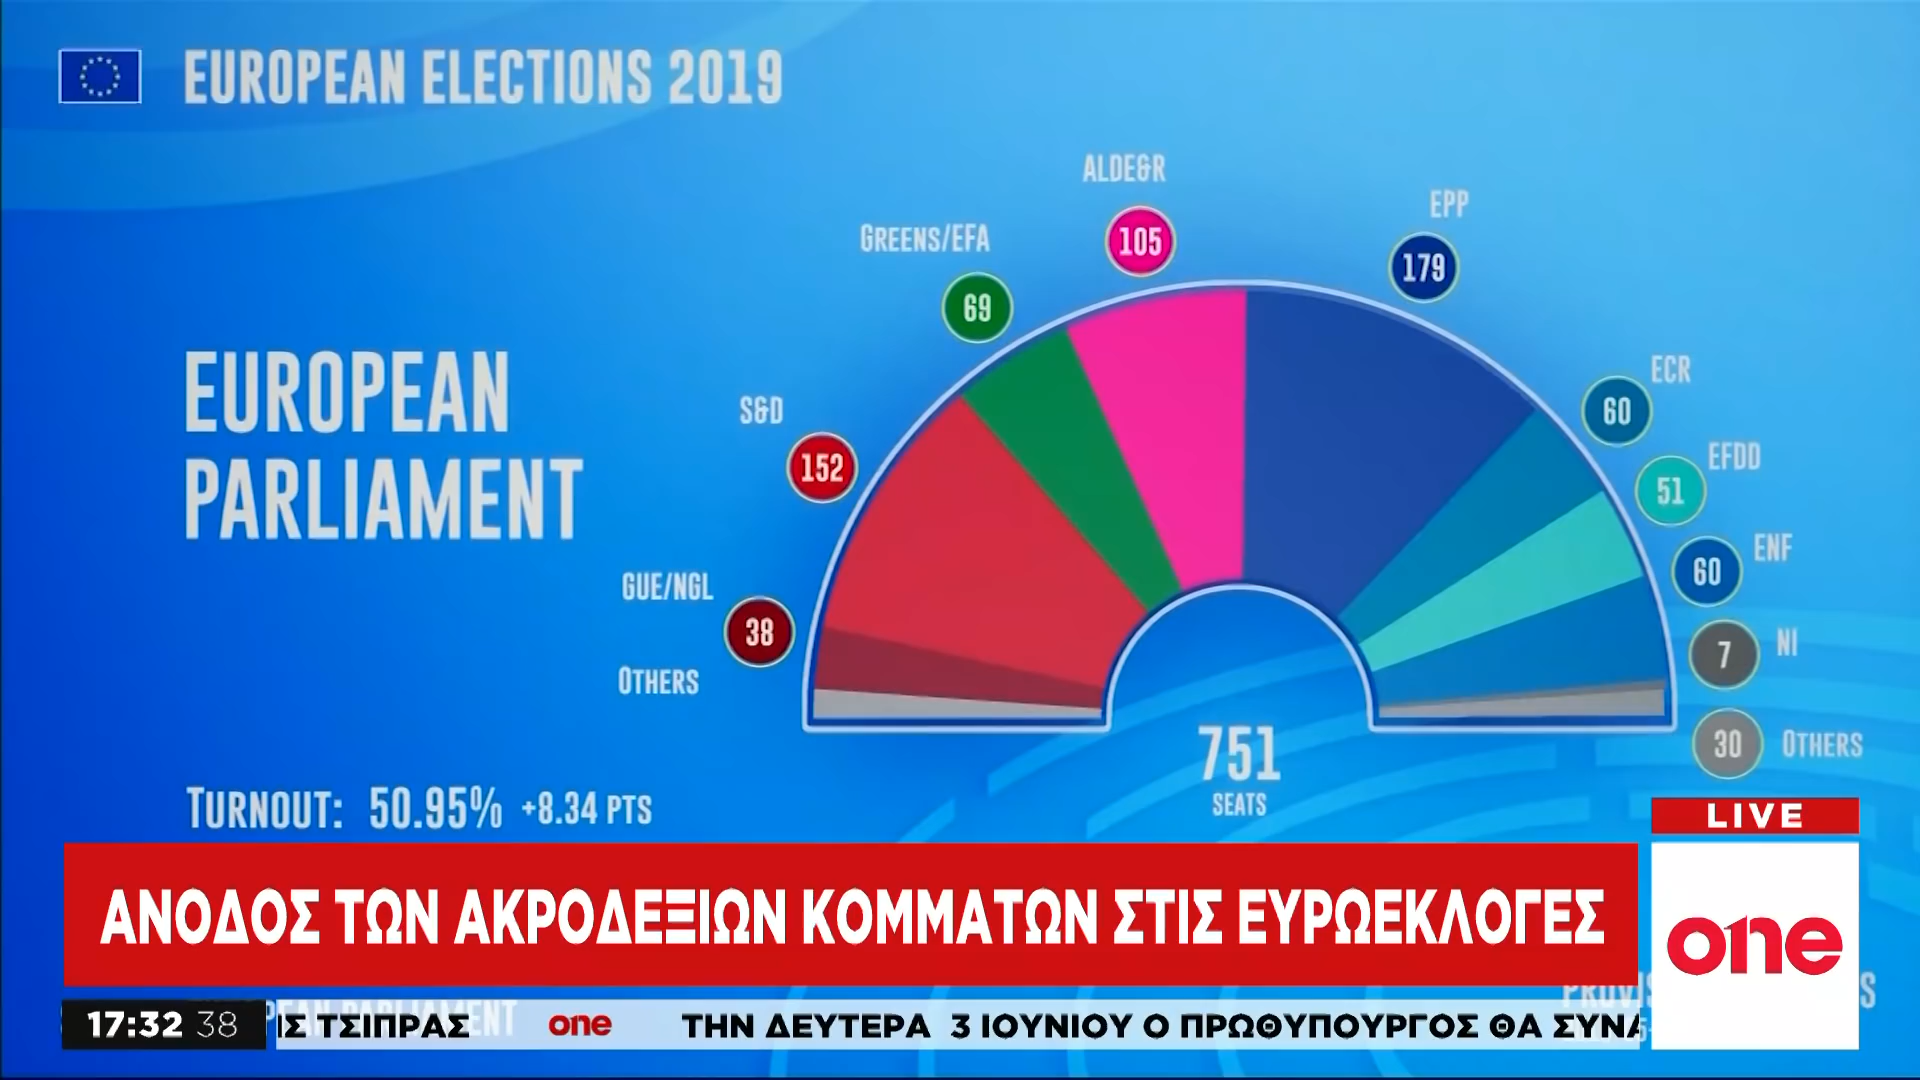 EUROPEAN ELECTIONS 2019
ALDE&R
105
EPP
179
GREENS/EFA
69
ECR
60
S&D
152
EFDD
51
EUROPEAN
PARLIAMENT
ENF
60
GUE/NGL
38
NI
7
OTHERS
30 OTHERS
751
SEATS
TURNOUT: 50.95% +8.34 PTS
LIVE
ΑΝΟΔΟΣ ΤΩΝ ΑΚΡΟΔΕΞΙΩΝ ΚΟΜΜΑΤΩΝ ΣΤΙΣ ΕΥΡΩΕΚΛΟΓΕΣ
one
17:32 38
ΙΣ ΤΣΙΠΡΑΣ one ΤΗΝ ΔΕΥΤΕΡΑ 3 ΙΟΥΝΙΟΥ Ο ΠΡΩΘΥΠΟΥΡΓΟΣ ΘΑ ΣΥΝΑ